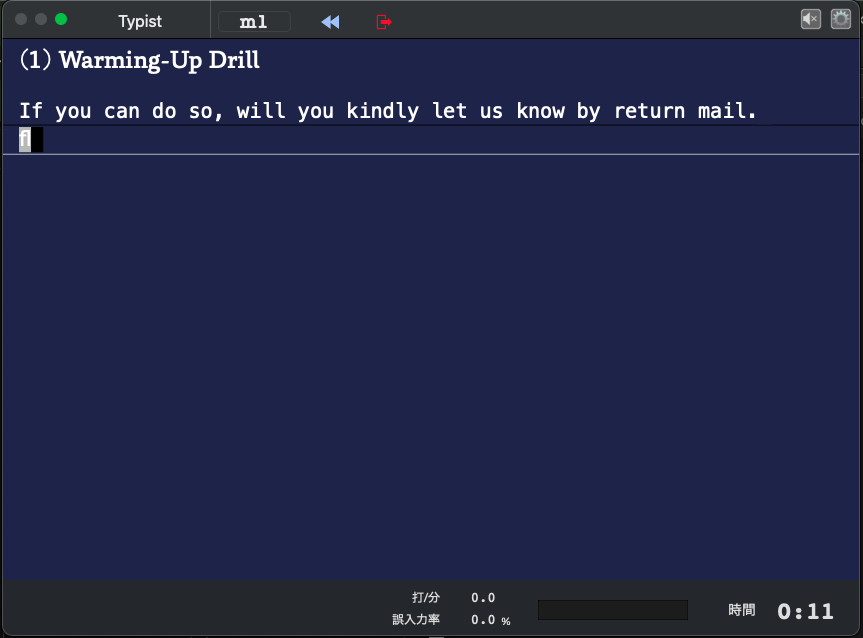 Typist
m1
(1) Warming-Up Drill
If you can do so, will you kindly let us know by return mail.
打/分 0.0
誤入力率 0.0 %
時間 0:11